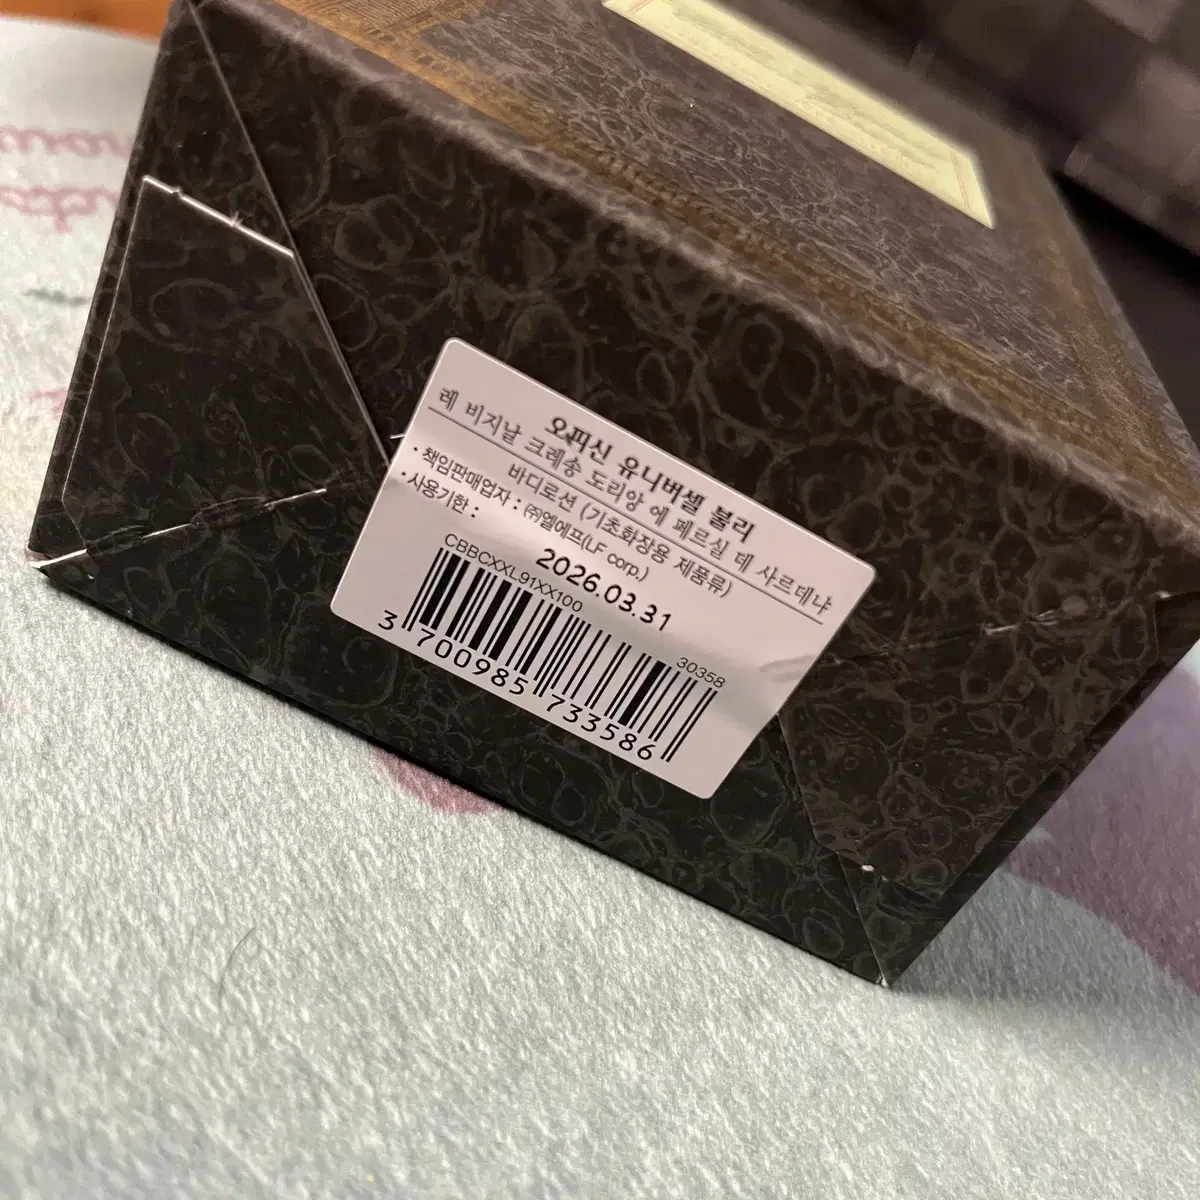 오피신 유니버셀 불리
레 비지날 크레송 도리앙 에 페르실 데 사르데냐
바디로션 (기초화장용 제품류)
· 책임판매업자 : ㈜엘에프(LF corp.)
· 사용기한 :
2026.03.31
CBBCXXL91XX100
30358
3 700985 733586